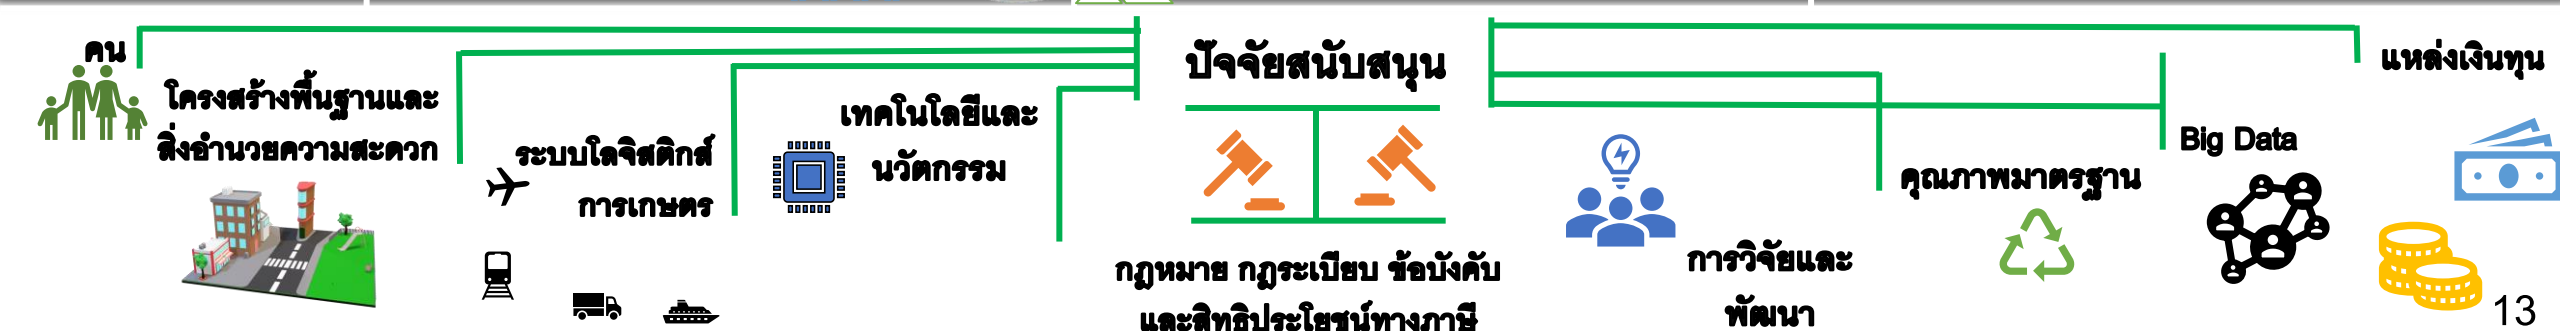 คน
โครงสร้างพื้นฐานและ
สิ่งอำนวยความสะดวก
ระบบโลจิสติกส์
การเกษตร
เทคโนโลยีและ
นวัตกรรม
ปัจจัยสนับสนุน
กฎหมาย กฎระเบียบ ข้อบังคับ
และสิทธิประโยชน์ทางภาษี
การวิจัยและ
พัฒนา
คุณภาพมาตรฐาน
Big Data
แหล่งเงินทุน
13